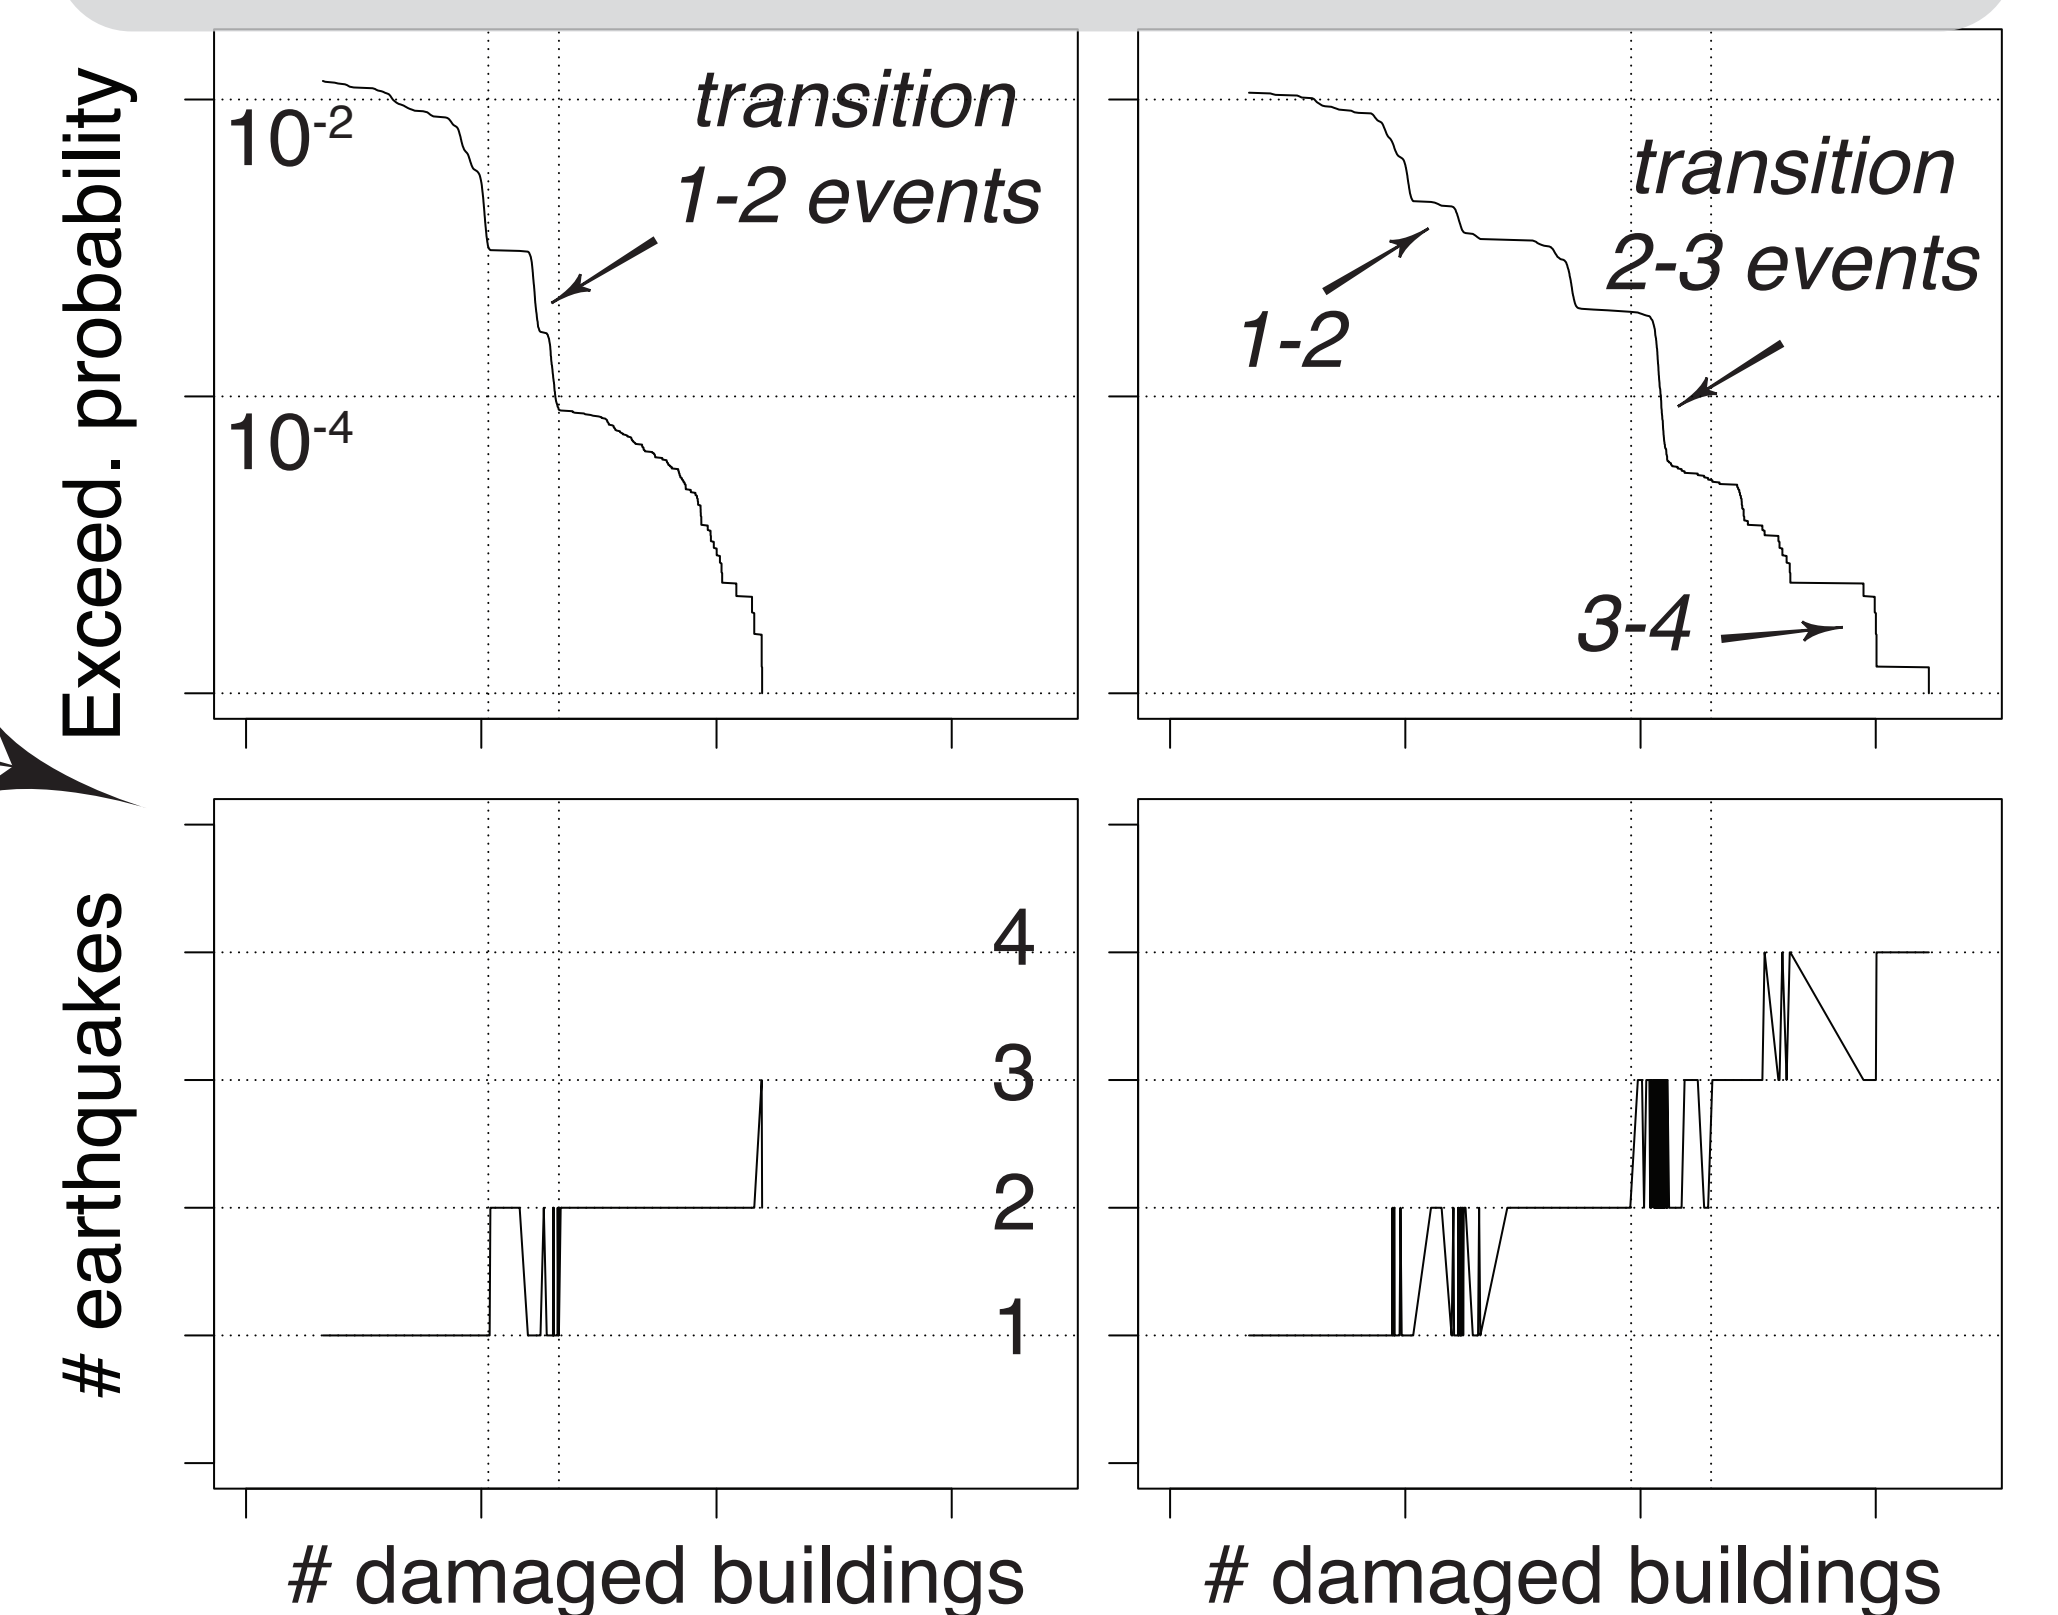 Exceed. probability
10-2
10-4
transition
1-2 events
transition
2-3 events
1-2
3-4
# earthquakes
4
3
2
1
# damaged buildings
# damaged buildings